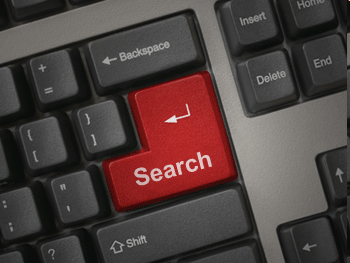 Home
Insert
← Backspace
+
=
End
Delete
}
]
{
[
Search
"
'
:
;
Shift
?